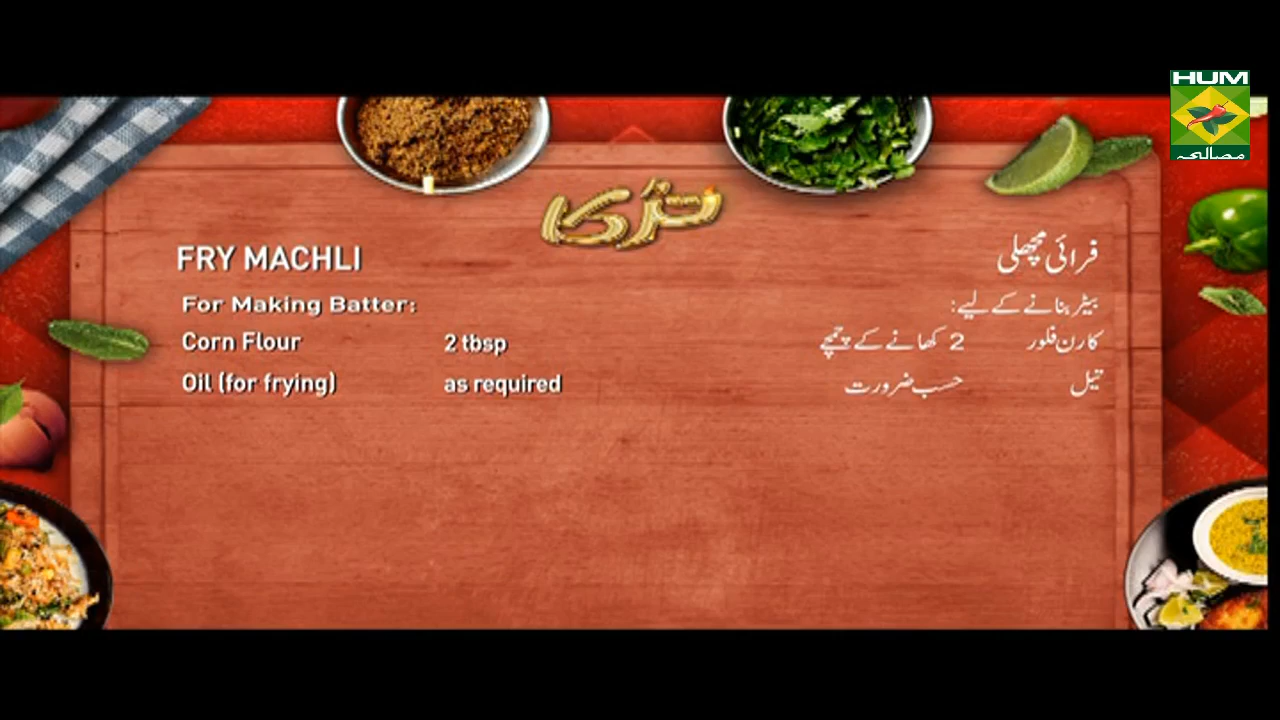 HUM
مصالحہ
تڑکا
FRY MACHLI فرائی مچھلی
For Making Batter: بیٹر بنانے کے لیے:
Corn Flour 2 tbsp کارن فلور 2 کھانے کے چمچے
Oil (for frying) as required تیل حسب ضرورت